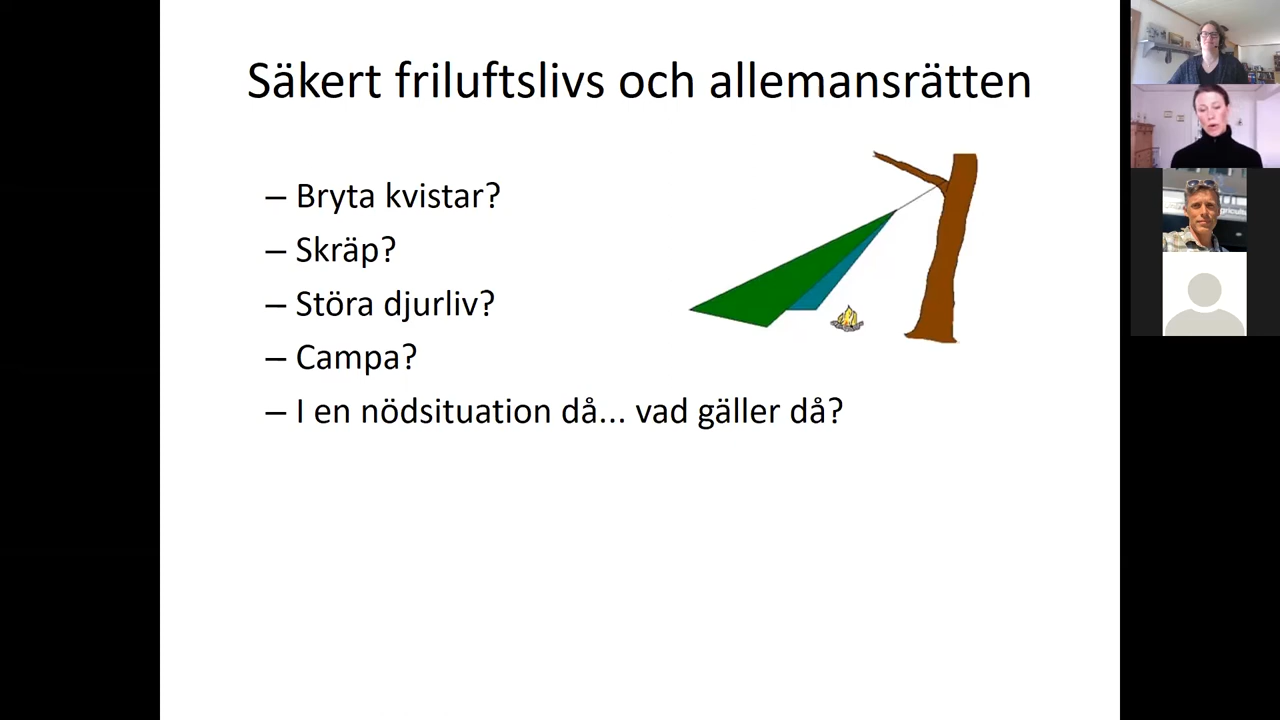 Säkert friluftslivs och allemansrätten
– Bryta kvistar?
– Skräp?
– Störa djurliv?
– Campa?
– I en nödsituation då... vad gäller då?